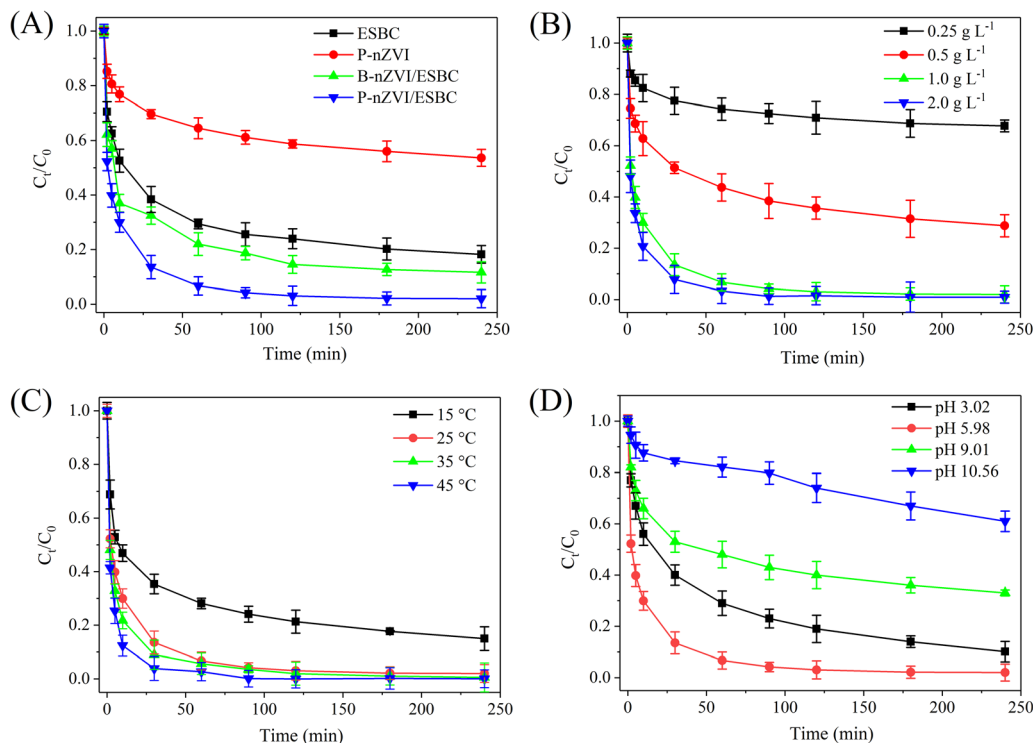 (A)
ESBC
P-nZVI
B-nZVI/ESBC
P-nZVI/ESBC
1.0
0.8
0.6
0.4
0.2
0.0
Cₜ/C₀
0 50 100 150 200 250
Time (min)
(B)
0.25 g L⁻¹
0.5 g L⁻¹
1.0 g L⁻¹
2.0 g L⁻¹
1.0
0.8
0.6
0.4
0.2
0.0
Cₜ/C₀
0 50 100 150 200 250
Time (min)
(C)
15 °C
25 °C
35 °C
45 °C
1.0
0.8
0.6
0.4
0.2
0.0
Cₜ/C₀
0 50 100 150 200 250
Time (min)
(D)
pH 3.02
pH 5.98
pH 9.01
pH 10.56
1.0
0.8
0.6
0.4
0.2
0.0
Cₜ/C₀
0 50 100 150 200 250
Time (min)